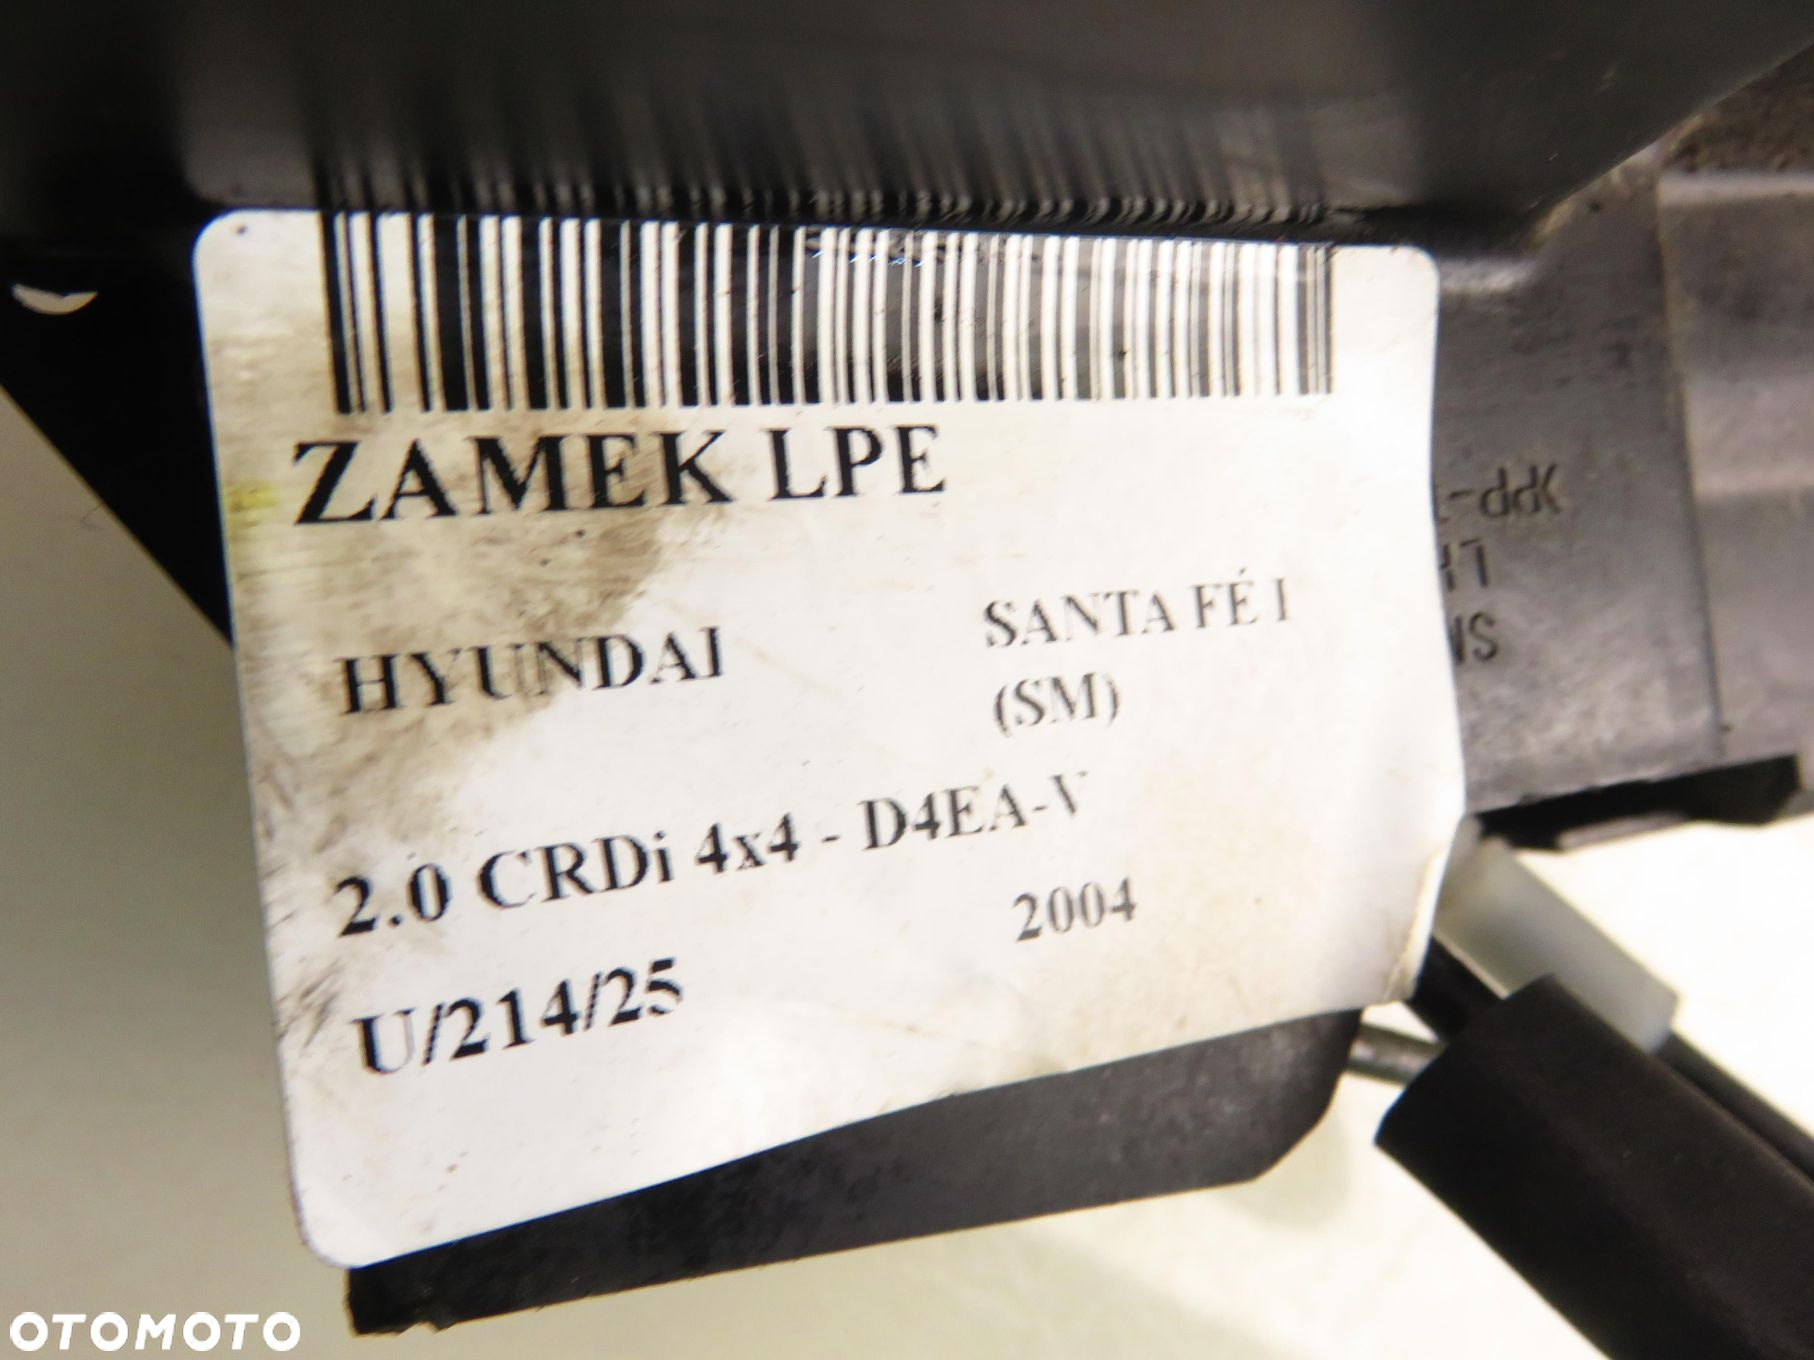 ZAMEK LPE
HYUNDAI
SANTA FÉ I
(SM)
2.0 CRDi 4x4 - D4EA-V
2004
U/214/25
OTOMOTO